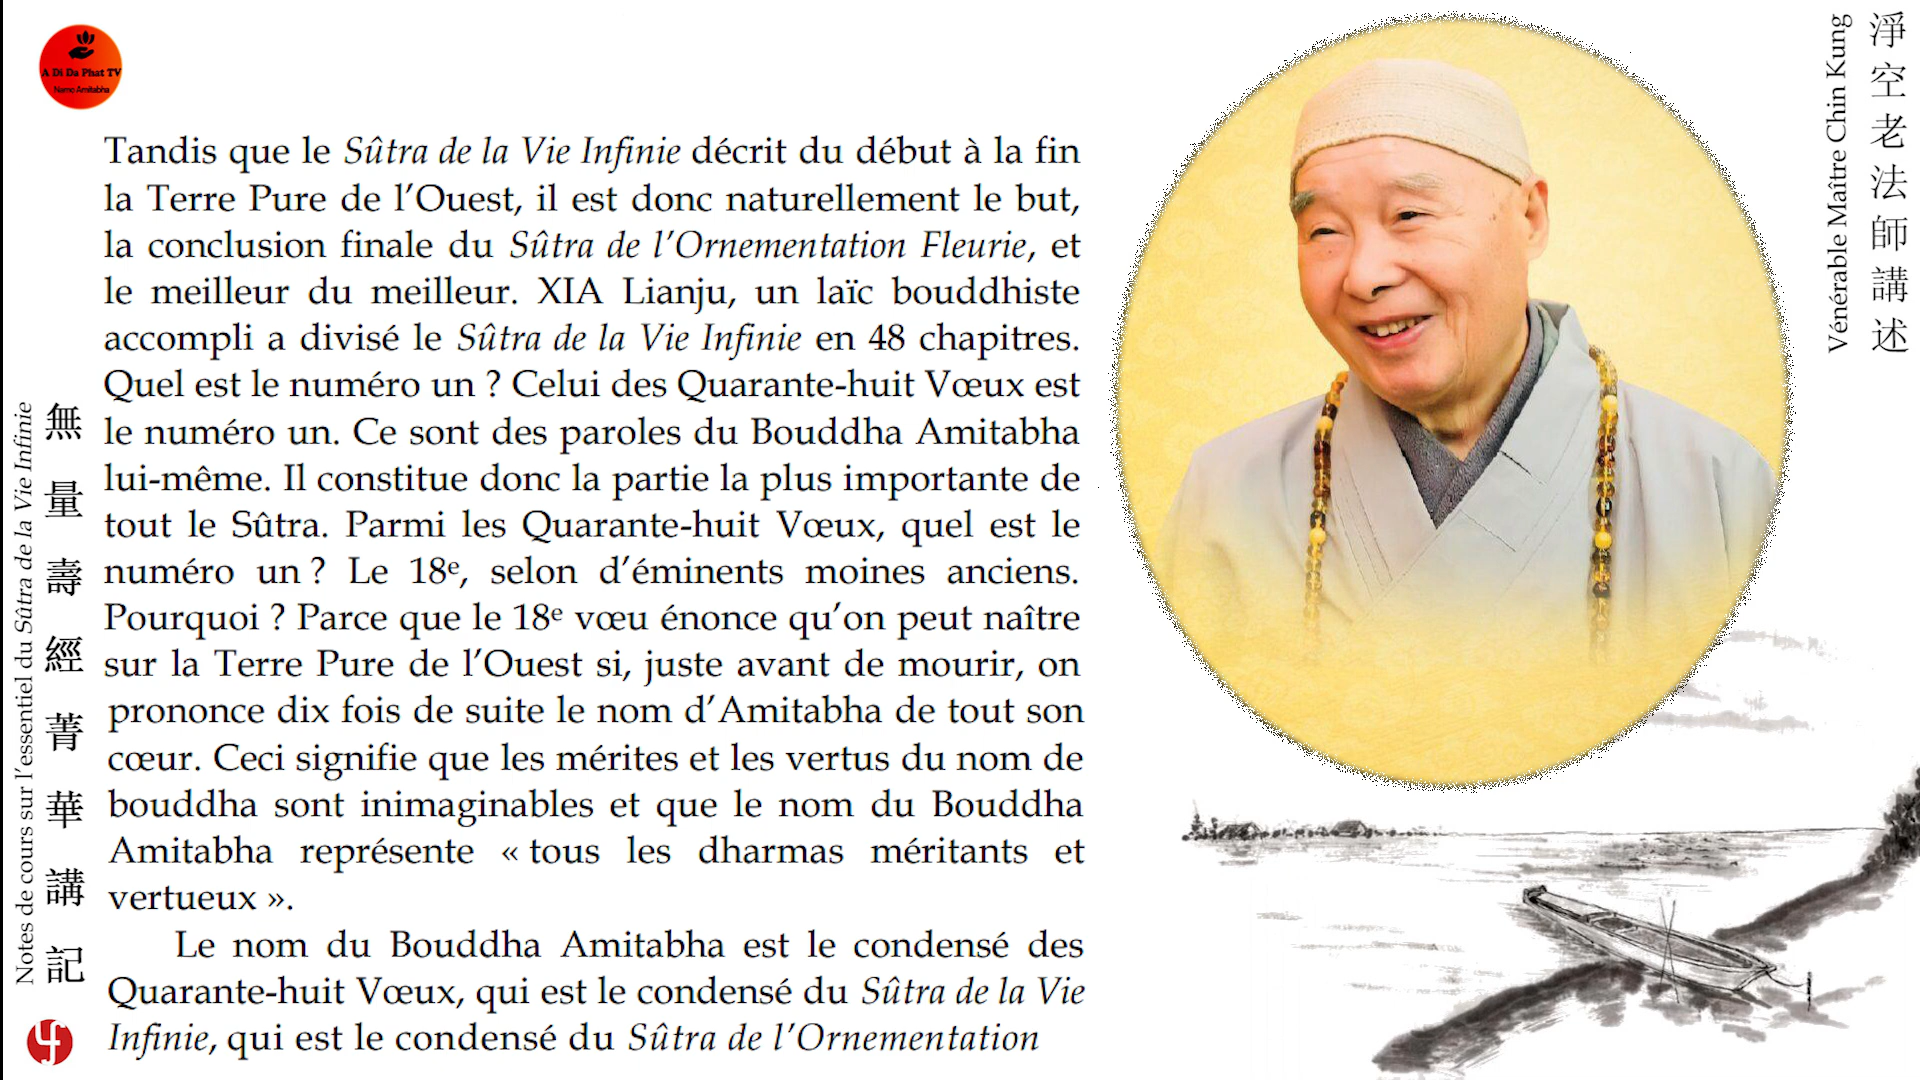 A Di Da Phat TV
Namo Amitabha
Tandis que le Sûtra de la Vie Infinie décrit du début à la fin
la Terre Pure de l’Ouest, il est donc naturellement le but,
la conclusion finale du Sûtra de l’Ornementation Fleurie, et
le meilleur du meilleur. XIA Lianju, un laïc bouddhiste
accompli a divisé le Sûtra de la Vie Infinie en 48 chapitres.
Quel est le numéro un ? Celui des Quarante-huit Vœux est
le numéro un. Ce sont des paroles du Bouddha Amitabha
lui-même. Il constitue donc la partie la plus importante de
tout le Sûtra. Parmi les Quarante-huit Vœux, quel est le
numéro un ? Le 18e, selon d’éminents moines anciens.
Pourquoi ? Parce que le 18e vœu énonce qu’on peut naître
sur la Terre Pure de l’Ouest si, juste avant de mourir, on
prononce dix fois de suite le nom d’Amitabha de tout son
cœur. Ceci signifie que les mérites et les vertus du nom de
bouddha sont inimaginables et que le nom du Bouddha
Amitabha représente « tous les dharmas méritants et
vertueux ».
Le nom du Bouddha Amitabha est le condensé des
Quarante-huit Vœux, qui est le condensé du Sûtra de la Vie
Infinie, qui est le condensé du Sûtra de l’Ornementation
Notes de cours sur l’essentiel du Sûtra de la Vie Infinie
無量壽經菁華講記
Vénérable Maître Chin Kung
淨空老法師講述